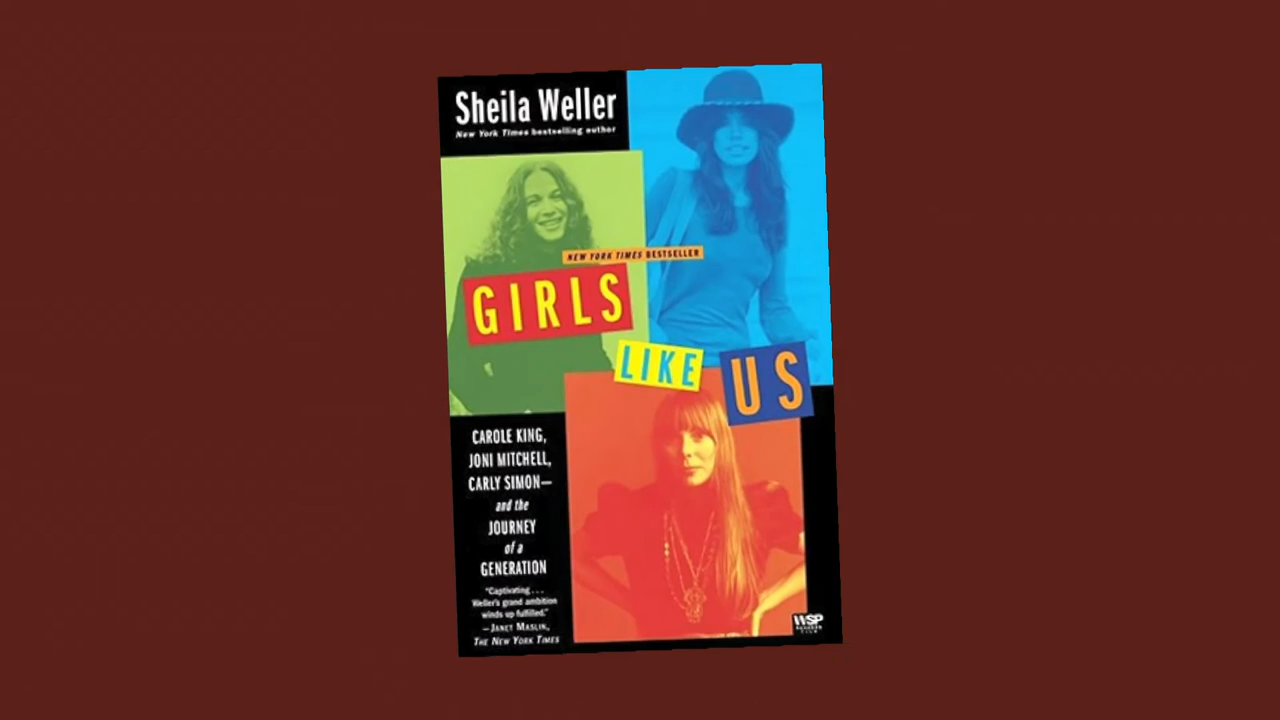 Sheila Weller
New York Times bestselling author
NEW YORK TIMES BESTSELLER
GIRLS
LIKE
US
CAROLE KING,
JONI MITCHELL,
CARLY SIMON—
and the
JOURNEY
of a
GENERATION
"Captivating . . .
Weller's grand ambition
winds up fulfilled."
—JANET MASLIN,
THE NEW YORK TIMES
WSP